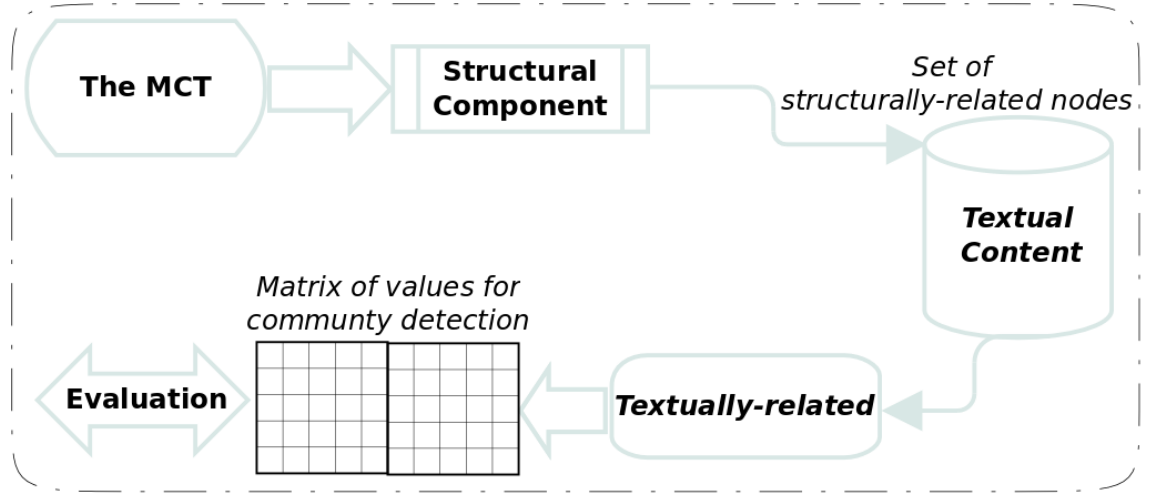 The MCT
Structural
Component
Set of
structurally-related nodes
Textual
Content
Matrix of values for
communty detection
Evaluation
Textually-related